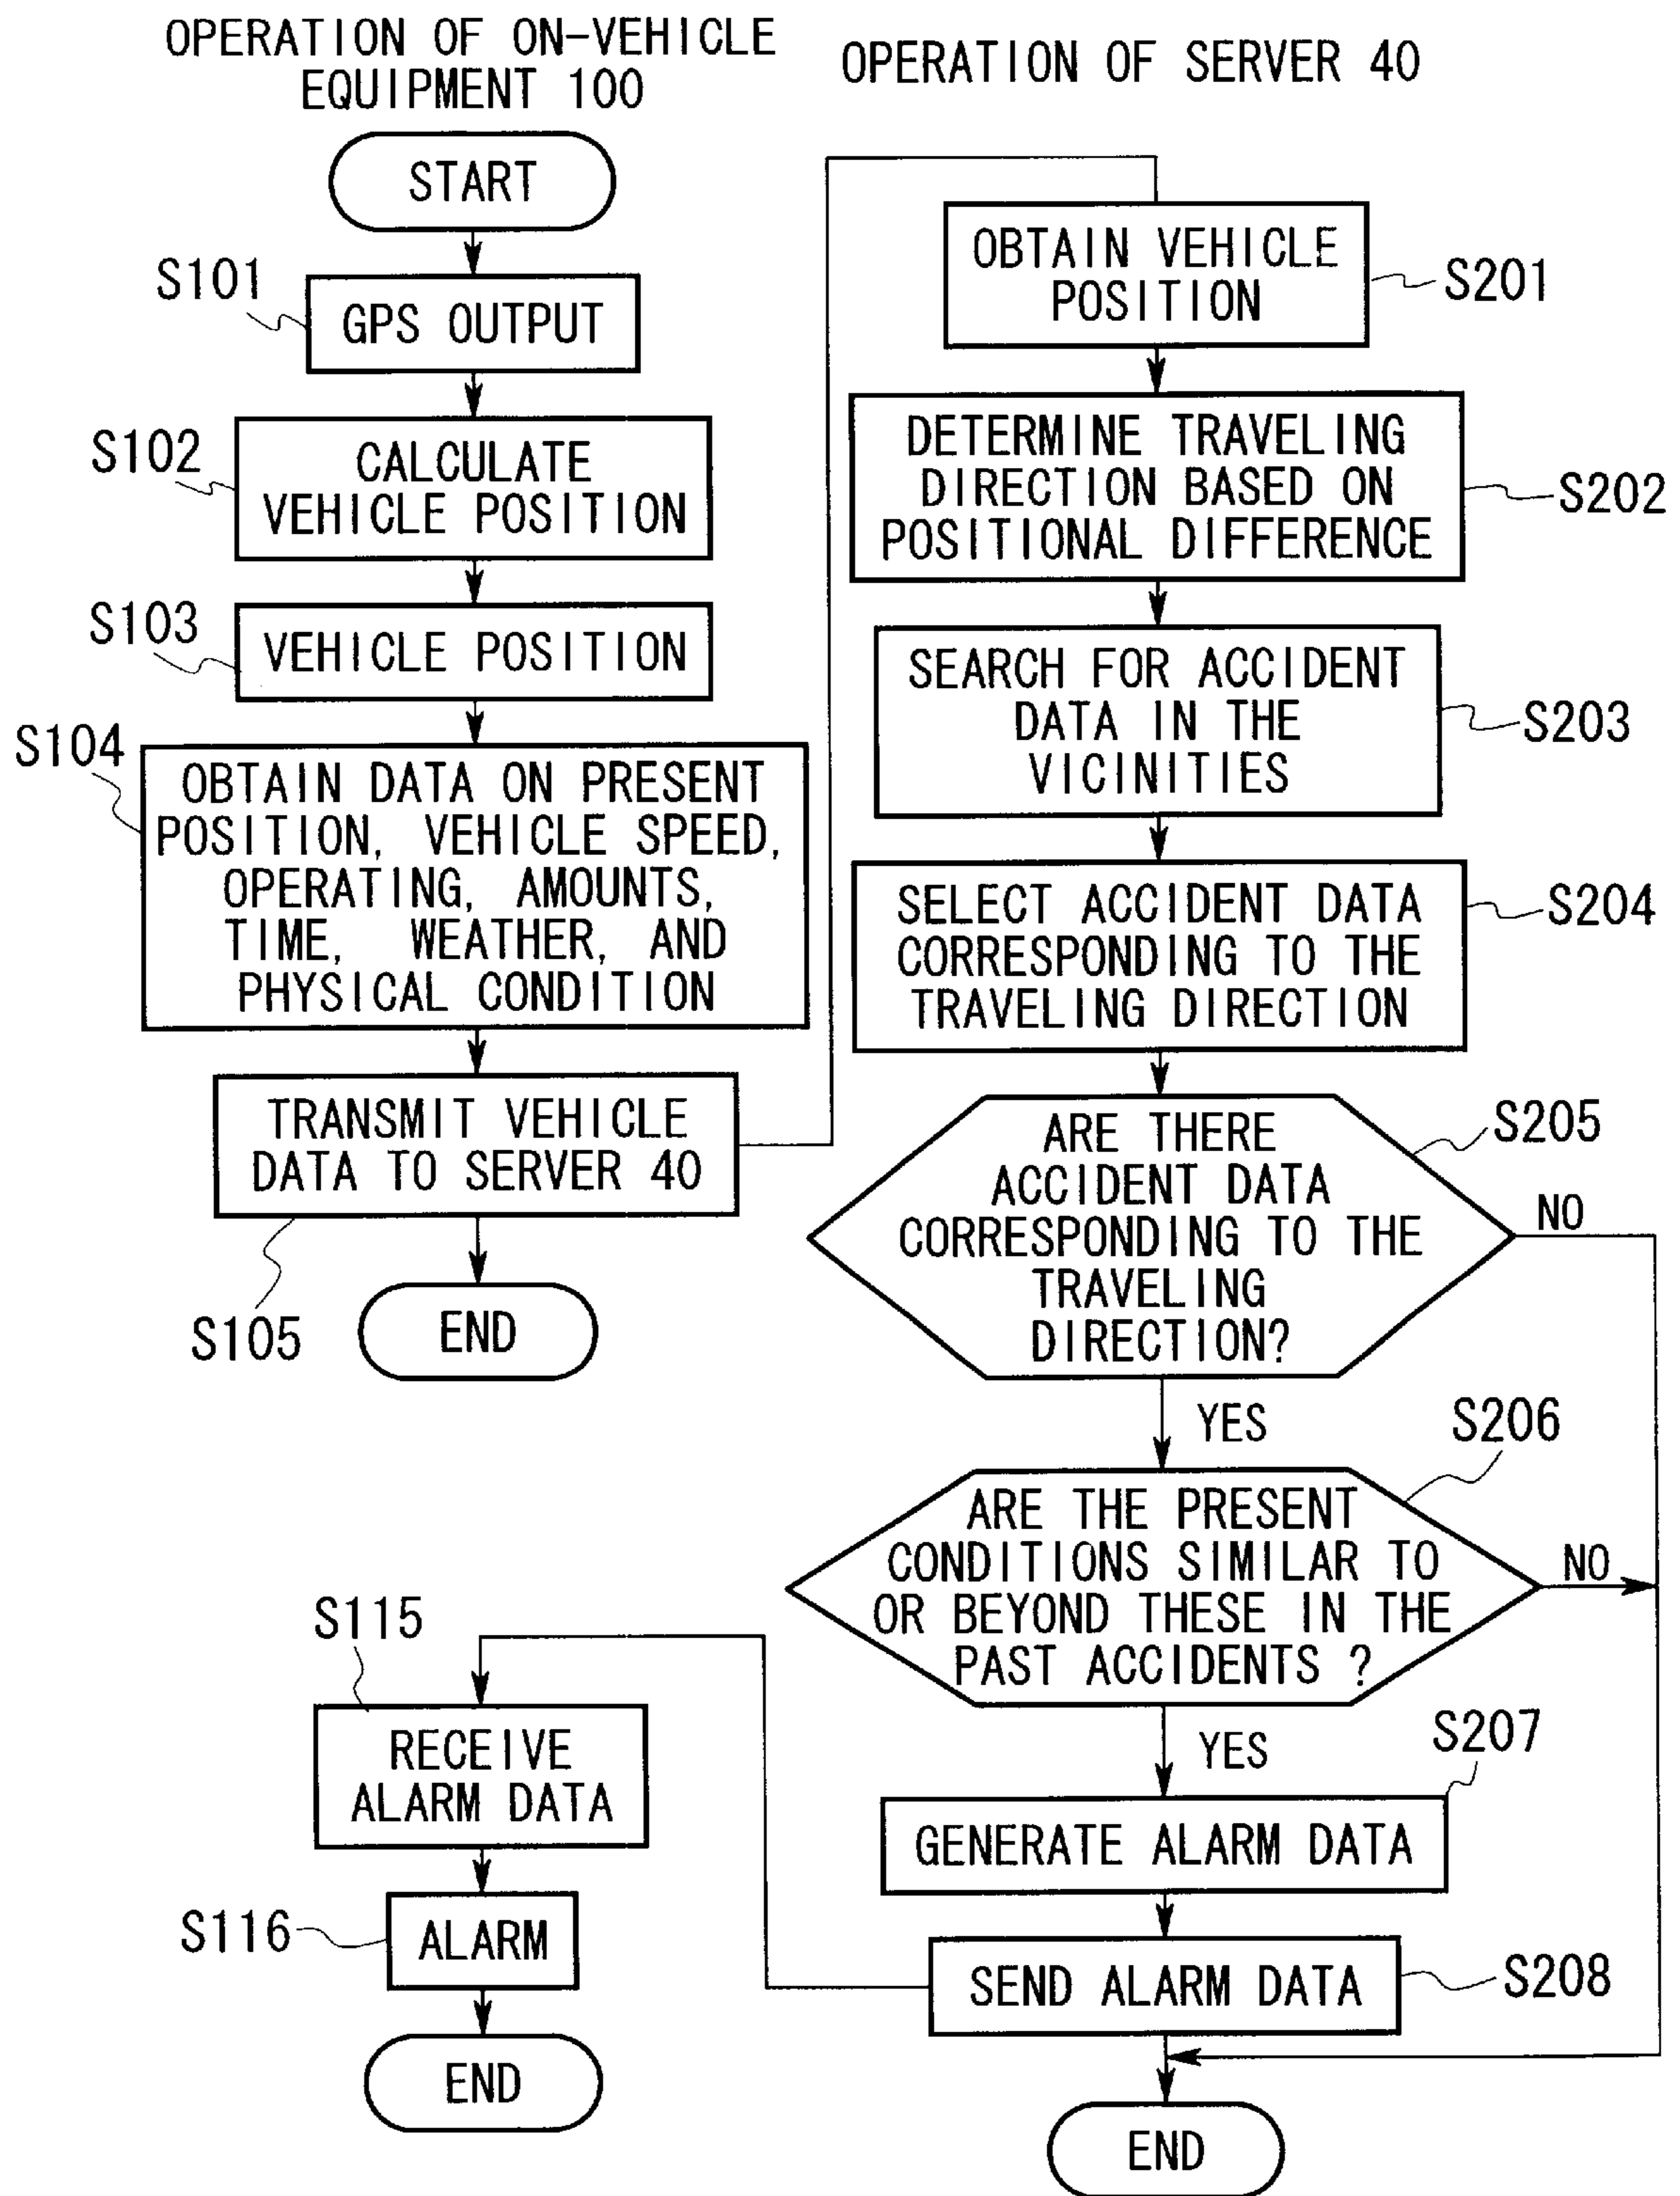 OPERATION OF ON-VEHICLE
EQUIPMENT 100
START
S101
GPS OUTPUT
S102
CALCULATE
VEHICLE POSITION
S103
VEHICLE POSITION
S104
OBTAIN DATA ON PRESENT
POSITION, VEHICLE SPEED,
OPERATING, AMOUNTS,
TIME, WEATHER, AND
PHYSICAL CONDITION
TRANSMIT VEHICLE
DATA TO SERVER 40
S105
END
OPERATION OF SERVER 40
OBTAIN VEHICLE
POSITION
S201
DETERMINE TRAVELING
DIRECTION BASED ON
POSITIONAL DIFFERENCE
S202
SEARCH FOR ACCIDENT
DATA IN THE
VICINITIES
S203
SELECT ACCIDENT DATA
CORRESPONDING TO THE
TRAVELING DIRECTION
S204
ARE THERE
ACCIDENT DATA
CORRESPONDING TO THE
TRAVELING
DIRECTION?
S205
NO
YES
S206
ARE THE PRESENT
CONDITIONS SIMILAR TO
OR BEYOND THESE IN THE
PAST ACCIDENTS ?
NO
YES
S207
GENERATE ALARM DATA
SEND ALARM DATA
S208
END
S115
RECEIVE
ALARM DATA
S116
ALARM
END